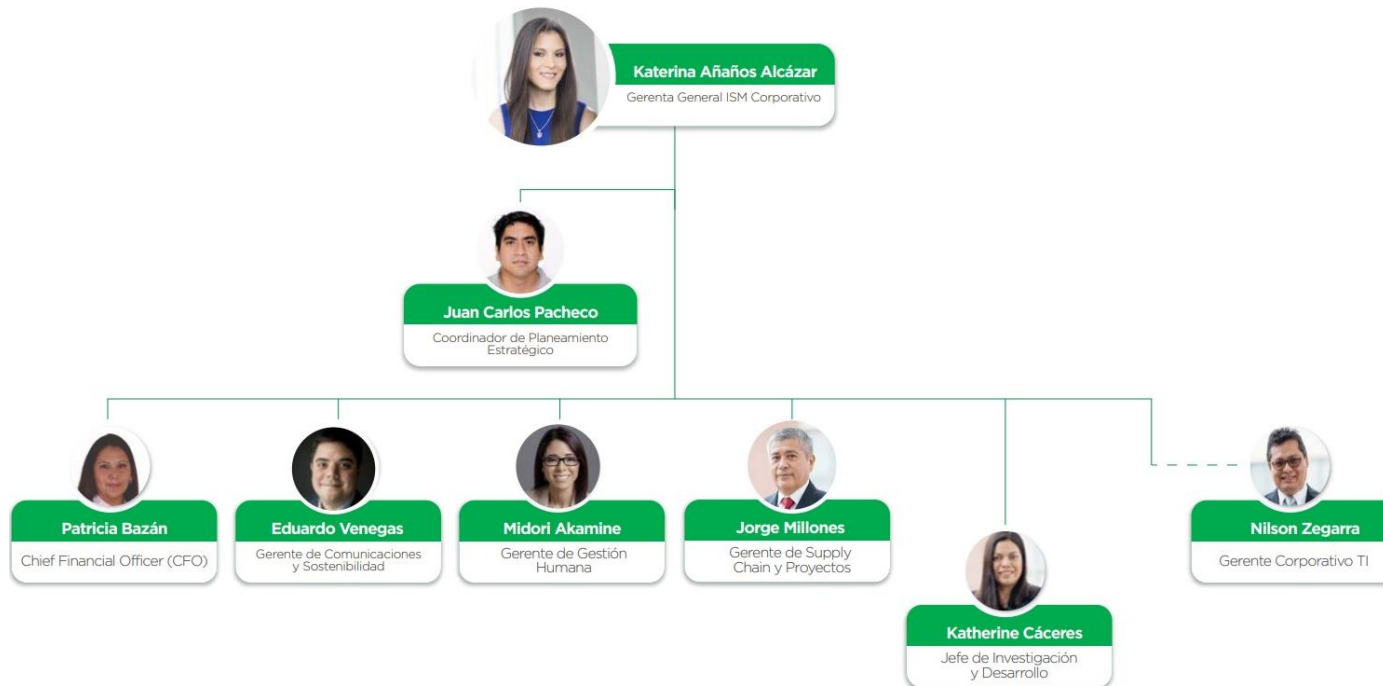 Katerina Añaños Alcázar
Gerenta General ISM Corporativo
Juan Carlos Pacheco
Coordinador de Planeamiento
Estratégico
Patricia Bazán
Chief Financial Officer (CFO)
Eduardo Venegas
Gerente de Comunicaciones
y Sostenibilidad
Midori Akamine
Gerente de Gestión
Humana
Jorge Millones
Gerente de Supply
Chain y Proyectos
Katherine Cáceres
Jefe de Investigación
y Desarrollo
Nilson Zegarra
Gerente Corporativo TI